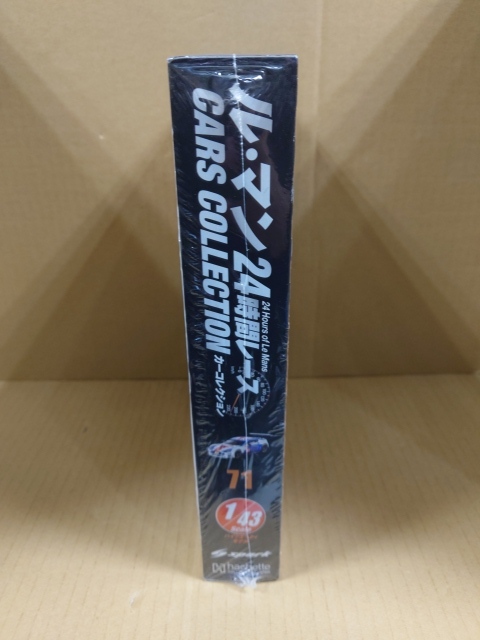 ル・マン24時間レース
24 Hours of Le Mans
CARS COLLECTION
カーコレクション
71
1/43
spark
hachette